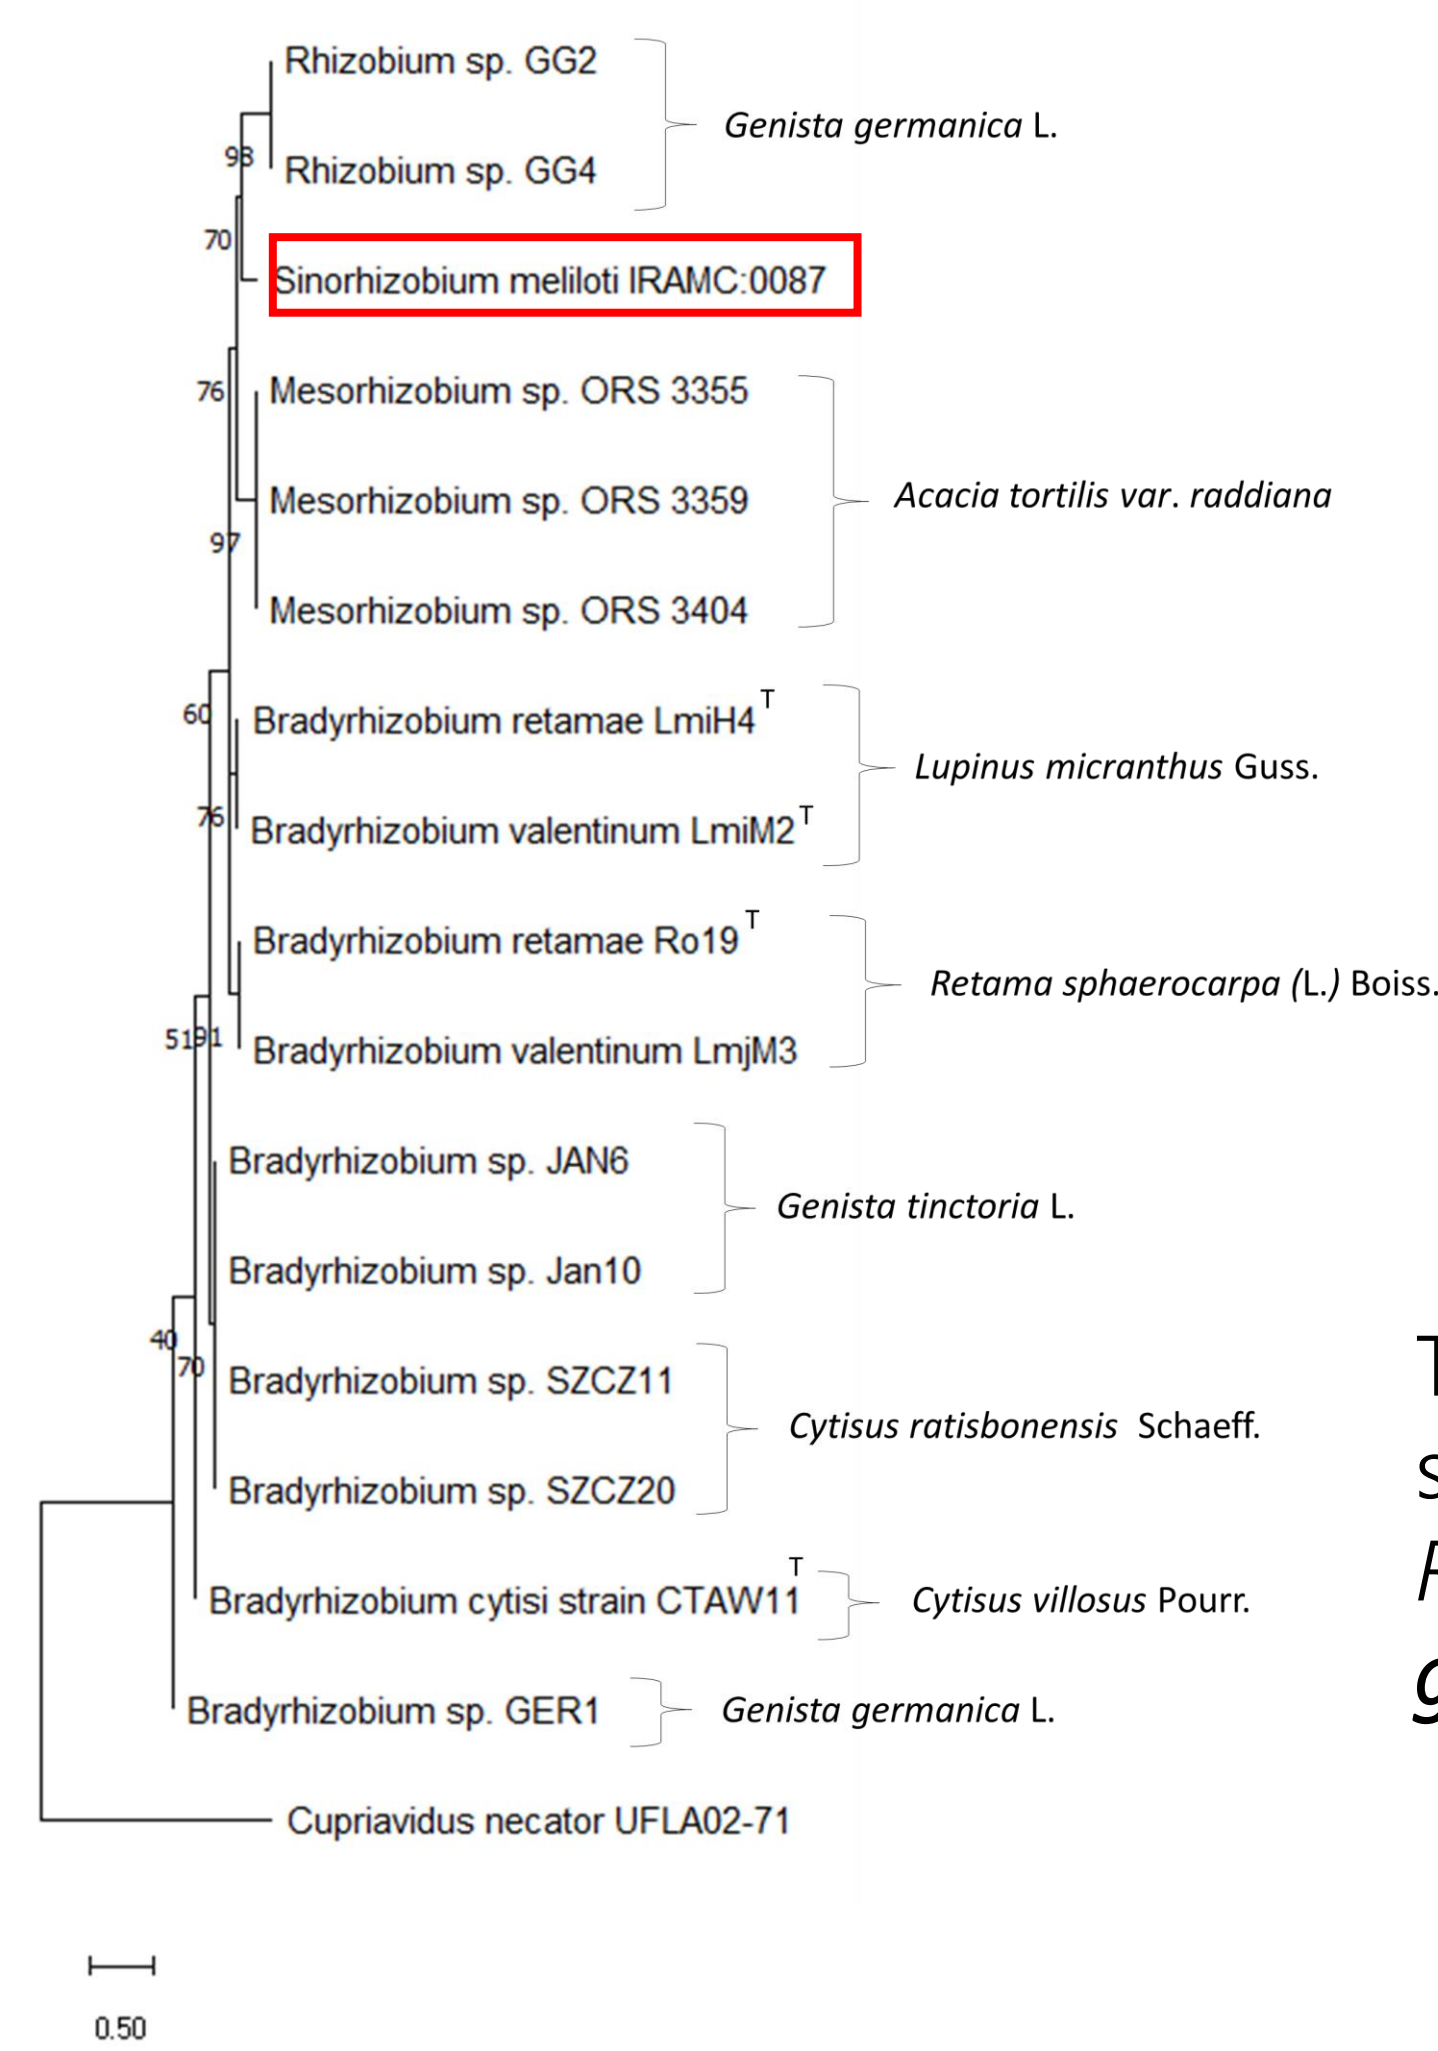 Rhizobium sp. GG2
Genista germanica L.
98
Rhizobium sp. GG4
70
Sinorhizobium meliloti IRAMC:0087
76
Mesorhizobium sp. ORS 3355
Mesorhizobium sp. ORS 3359
Acacia tortilis var. raddiana
97
Mesorhizobium sp. ORS 3404
60
Bradyrhizobium retamae LmiH4 T
Lupinus micranthus Guss.
76
Bradyrhizobium valentinum LmiM2 T
Bradyrhizobium retamae Ro19 T
Retama sphaerocarpa (L.) Boiss.
51 91
Bradyrhizobium valentinum LmjM3
Bradyrhizobium sp. JAN6
Genista tinctoria L.
Bradyrhizobium sp. Jan10
40
70
Bradyrhizobium sp. SZCZ11
Cytisus ratisbonensis Schaeff.
Bradyrhizobium sp. SZCZ20
Bradyrhizobium cytisi strain CTAW11 T
Cytisus villosus Pourr.
Bradyrhizobium sp. GER1
Genista germanica L.
Cupriavidus necator UFLA02-71
0.50